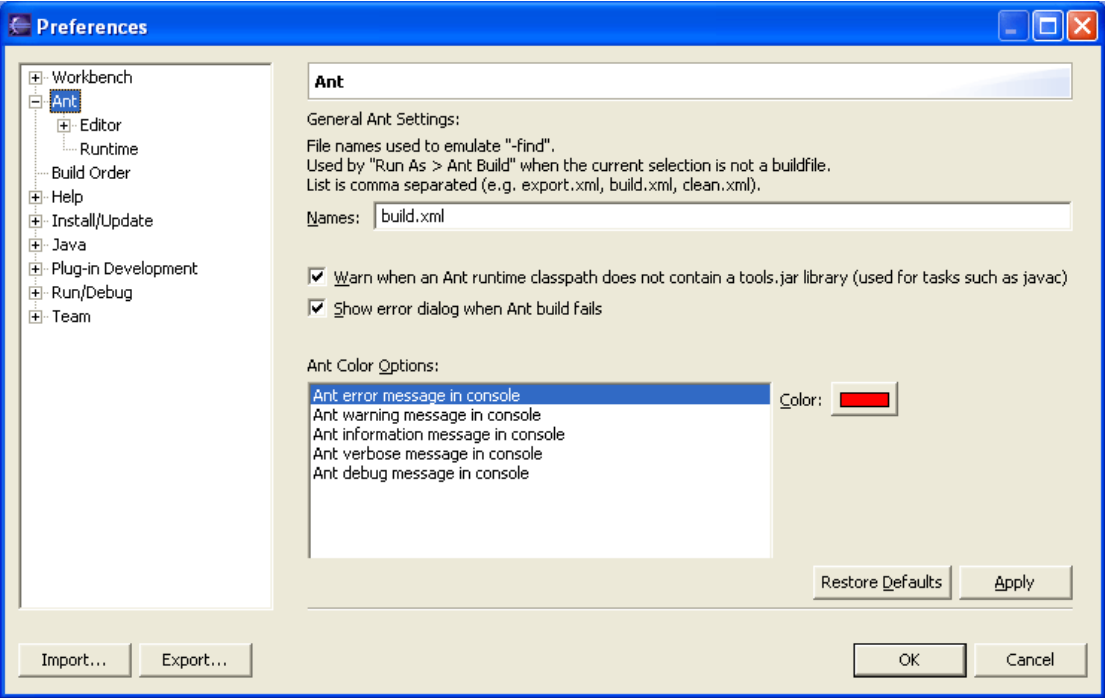 Preferences
Workbench
Ant
Editor
Runtime
Build Order
Help
Install/Update
Java
Plug-in Development
Run/Debug
Team
Ant
General Ant Settings:
File names used to emulate "-find".
Used by "Run As > Ant Build" when the current selection is not a buildfile.
List is comma separated (e.g. export.xml, build.xml, clean.xml).
Names: build.xml
Warn when an Ant runtime classpath does not contain a tools.jar library (used for tasks such as javac)
Show error dialog when Ant build fails
Ant Color Options:
Ant error message in console
Ant warning message in console
Ant information message in console
Ant verbose message in console
Ant debug message in console
Color:
Restore Defaults Apply
Import... Export... OK Cancel